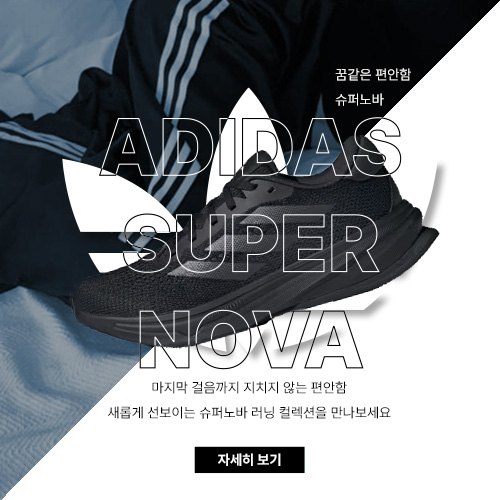 꿈같은 편안함
슈퍼노바
ADIDAS
SUPER
NOVA
마지막 걸음까지 지치지 않는 편안함
새롭게 선보이는 슈퍼노바 러닝 컬렉션을 만나보세요
자세히 보기